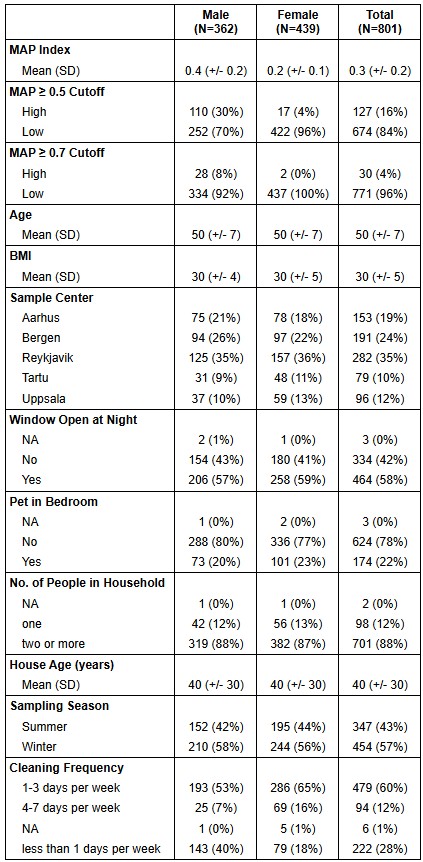 Male Female Total
(N=362) (N=439) (N=801)
MAP Index
Mean (SD) 0.4 (+/- 0.2) 0.2 (+/- 0.1) 0.3 (+/- 0.2)
MAP ≥ 0.5 Cutoff
High 110 (30%) 17 (4%) 127 (16%)
Low 252 (70%) 422 (96%) 674 (84%)
MAP ≥ 0.7 Cutoff
High 28 (8%) 2 (0%) 30 (4%)
Low 334 (92%) 437 (100%) 771 (96%)
Age
Mean (SD) 50 (+/- 7) 50 (+/- 7) 50 (+/- 7)
BMI
Mean (SD) 30 (+/- 4) 30 (+/- 5) 30 (+/- 5)
Sample Center
Aarhus 75 (21%) 78 (18%) 153 (19%)
Bergen 94 (26%) 97 (22%) 191 (24%)
Reykjavik 125 (35%) 157 (36%) 282 (35%)
Tartu 31 (9%) 48 (11%) 79 (10%)
Uppsala 37 (10%) 59 (13%) 96 (12%)
Window Open at Night
NA 2 (1%) 1 (0%) 3 (0%)
No 154 (43%) 180 (41%) 334 (42%)
Yes 206 (57%) 258 (59%) 464 (58%)
Pet in Bedroom
NA 1 (0%) 2 (0%) 3 (0%)
No 288 (80%) 336 (77%) 624 (78%)
Yes 73 (20%) 101 (23%) 174 (22%)
No. of People in Household
NA 1 (0%) 1 (0%) 2 (0%)
one 42 (12%) 56 (13%) 98 (12%)
two or more 319 (88%) 382 (87%) 701 (88%)
House Age (years)
Mean (SD) 40 (+/- 30) 40 (+/- 30) 40 (+/- 30)
Sampling Season
Summer 152 (42%) 195 (44%) 347 (43%)
Winter 210 (58%) 244 (56%) 454 (57%)
Cleaning Frequency
1-3 days per week 193 (53%) 286 (65%) 479 (60%)
4-7 days per week 25 (7%) 69 (16%) 94 (12%)
NA 1 (0%) 5 (1%) 6 (1%)
less than 1 days per week 143 (40%) 79 (18%) 222 (28%)